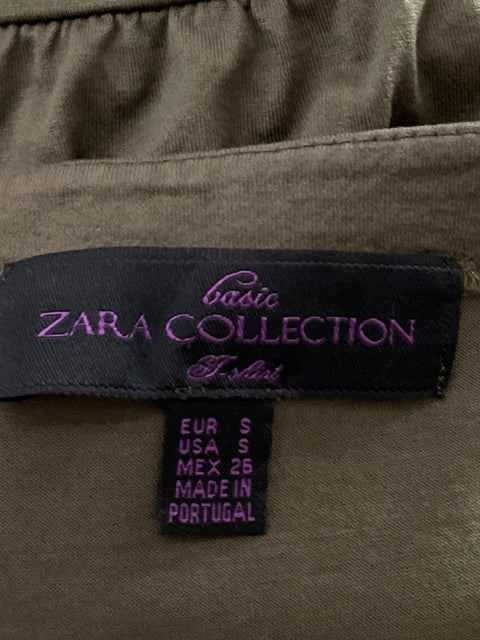 basic
ZARA COLLECTION
T-shirt
EUR S
USA S
MEX 26
MADE IN
PORTUGAL